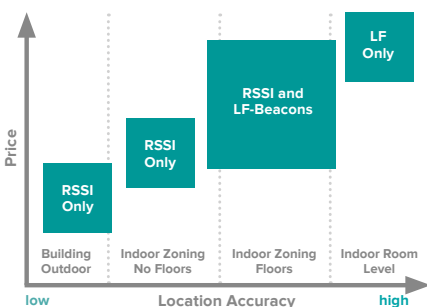 LF
Only
RSSI and
LF-Beacons
RSSI
Only
RSSI
Only
Price
Building
Outdoor
Indoor Zoning
No Floors
Indoor Zoning
Floors
Indoor Room
Level
low
Location Accuracy
high